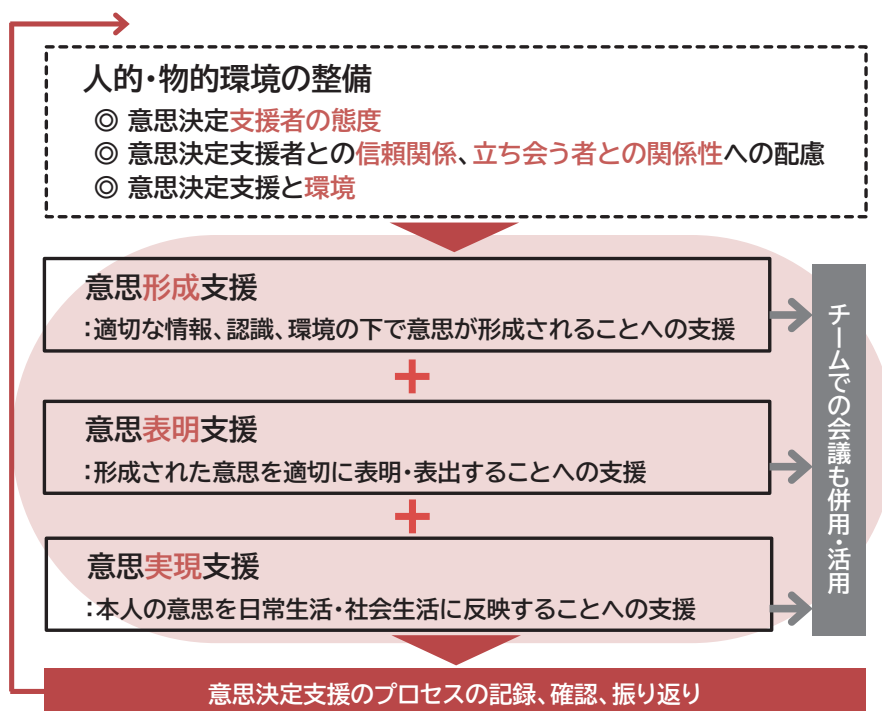 人的・物的環境の整備
◎ 意思決定支援者の態度
◎ 意思決定支援者との信頼関係、立ち会う者との関係性への配慮
◎ 意思決定支援と環境
意思形成支援
：適切な情報、認識、環境の下で意思が形成されることへの支援
＋
意思表明支援
：形成された意思を適切に表明・表出することへの支援
＋
意思実現支援
：本人の意思を日常生活・社会生活に反映することへの支援
チームでの会議も併用・活用
意思決定支援のプロセスの記録、確認、振り返り